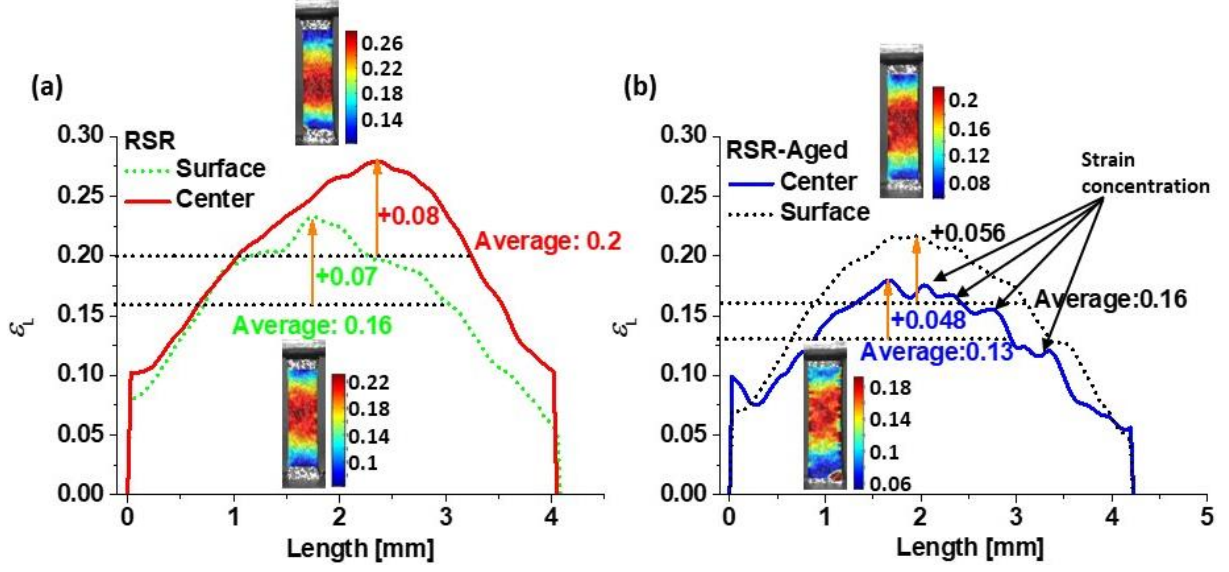 (a)
0.26
0.22
0.18
0.14
RSR
Surface
Center
0.30
0.25
0.20
0.15
0.10
0.05
0.00
εL
+0.08
+0.07
Average: 0.2
Average: 0.16
0.22
0.18
0.14
0.1
0 1 2 3 4
Length [mm]
(b)
0.2
0.16
0.12
0.08
RSR-Aged
Center
Surface
Strain
concentration
0.30
0.25
0.20
0.15
0.10
0.05
0.00
εL
+0.056
+0.048
Average:0.16
Average:0.13
0.18
0.14
0.1
0.06
0 1 2 3 4 5
Length [mm]